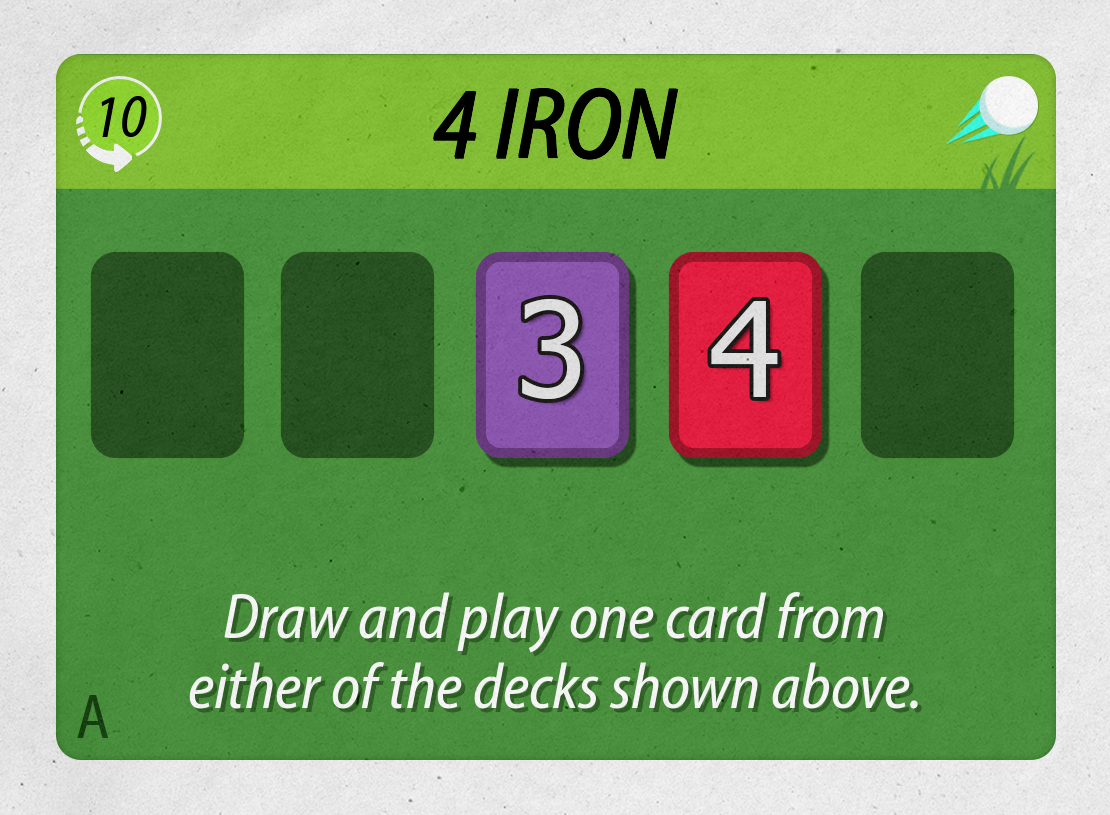 10
4 IRON
3
4
Draw and play one card from
either of the decks shown above.
A